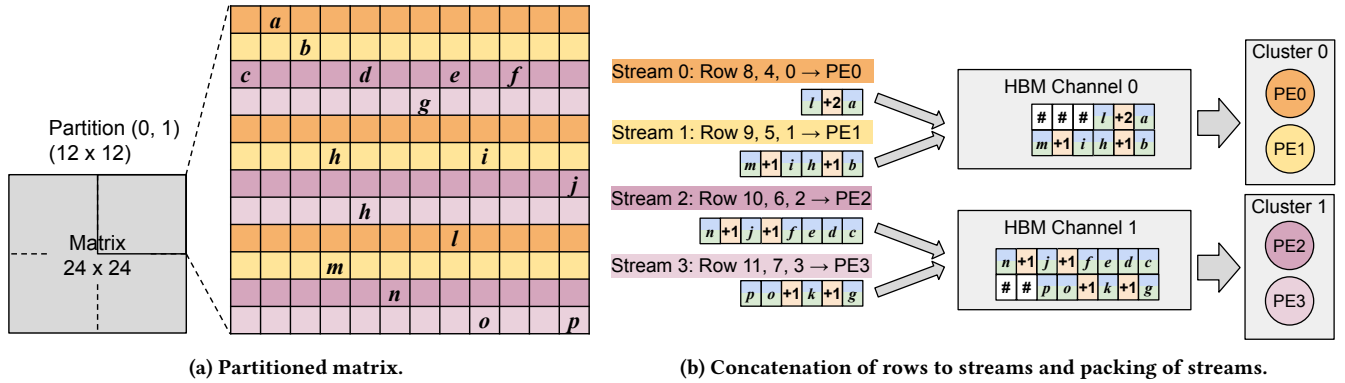 a
b
c d e f
g
h i
j
h
l
m
n
o p
Partition (0, 1)
(12 x 12)
Matrix
24 x 24
(a) Partitioned matrix.
Stream 0: Row 8, 4, 0 → PE0
l +2 a
Stream 1: Row 9, 5, 1 → PE1
m +1 i h +1 b
Stream 2: Row 10, 6, 2 → PE2
n +1 j +1 f e d c
Stream 3: Row 11, 7, 3 → PE3
p o +1 k +1 g
HBM Channel 0
# # # l +2 a
m +1 i h +1 b
HBM Channel 1
n +1 j +1 f e d c
# # p o +1 k +1 g
Cluster 0
PE0
PE1
Cluster 1
PE2
PE3
(b) Concatenation of rows to streams and packing of streams.